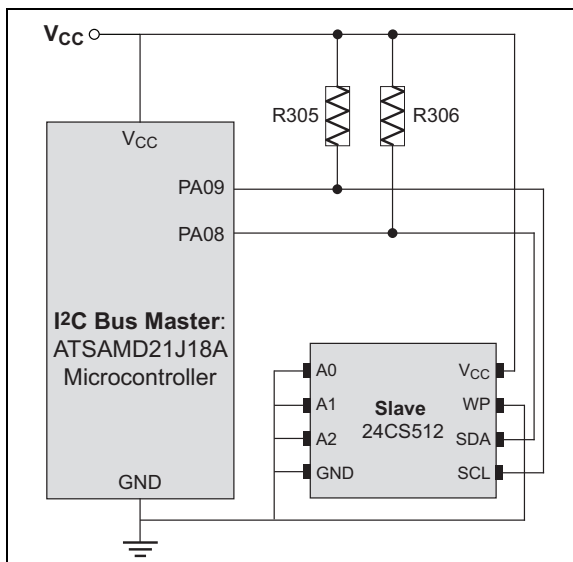 VCC
R305
R306
VCC
PA09
PA08
I2C Bus Master:
ATSAMD21J18A
Microcontroller
GND
A0
A1
A2
GND
Slave
24CS512
VCC
WP
SDA
SCL